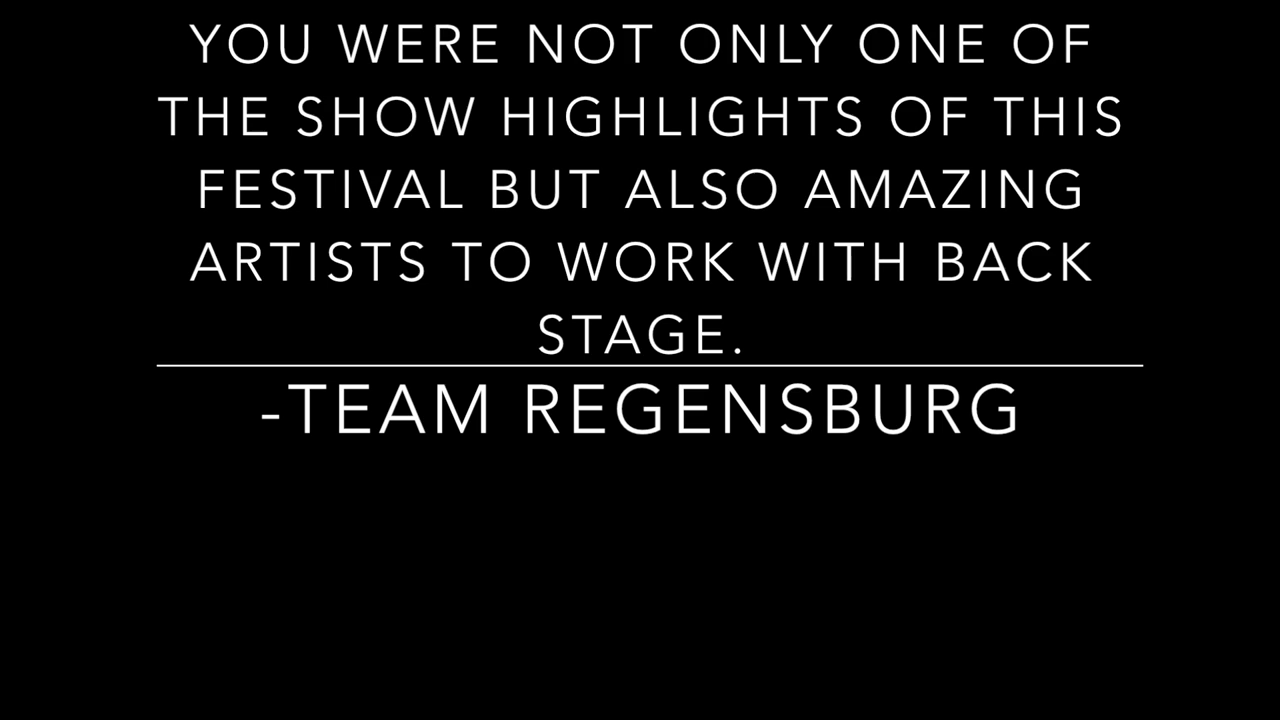 YOU WERE NOT ONLY ONE OF
THE SHOW HIGHLIGHTS OF THIS
FESTIVAL BUT ALSO AMAZING
ARTISTS TO WORK WITH BACK
STAGE.
-TEAM REGENSBURG